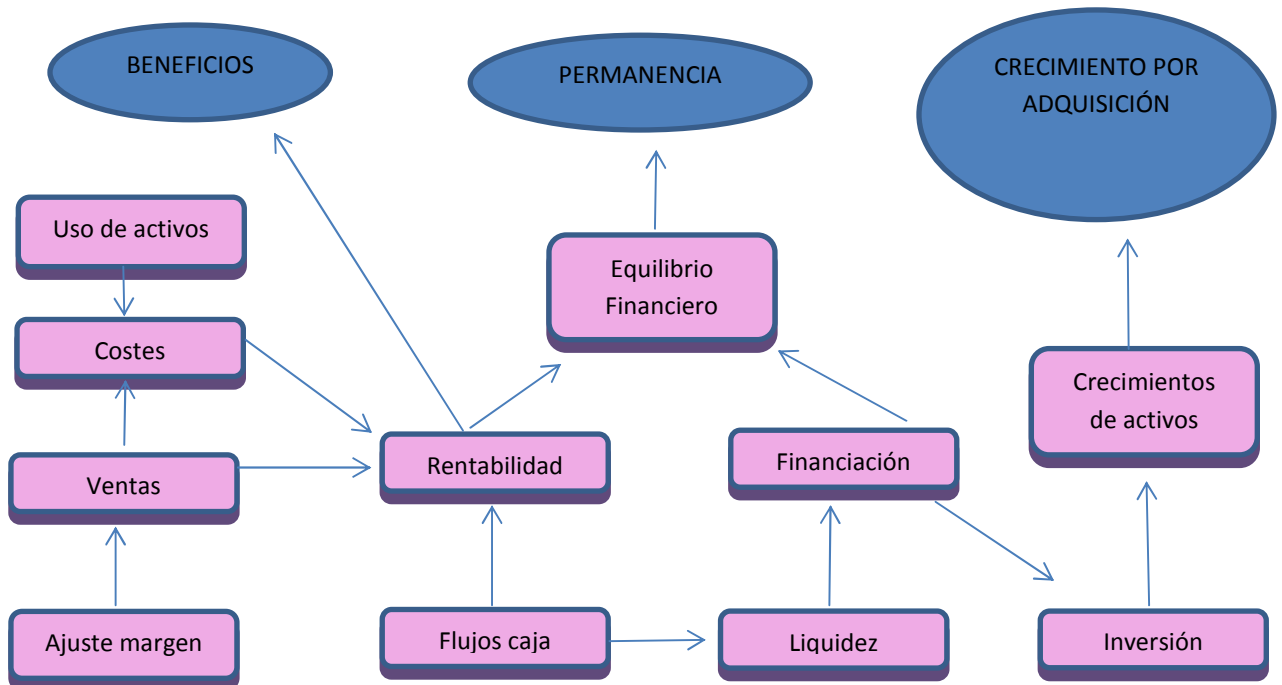 BENEFICIOS
PERMANENCIA
CRECIMIENTO POR
ADQUISICIÓN
Uso de activos
Equilibrio
Financiero
Costes
Crecimientos
de activos
Ventas
Rentabilidad
Financiación
Ajuste margen
Flujos caja
Liquidez
Inversión